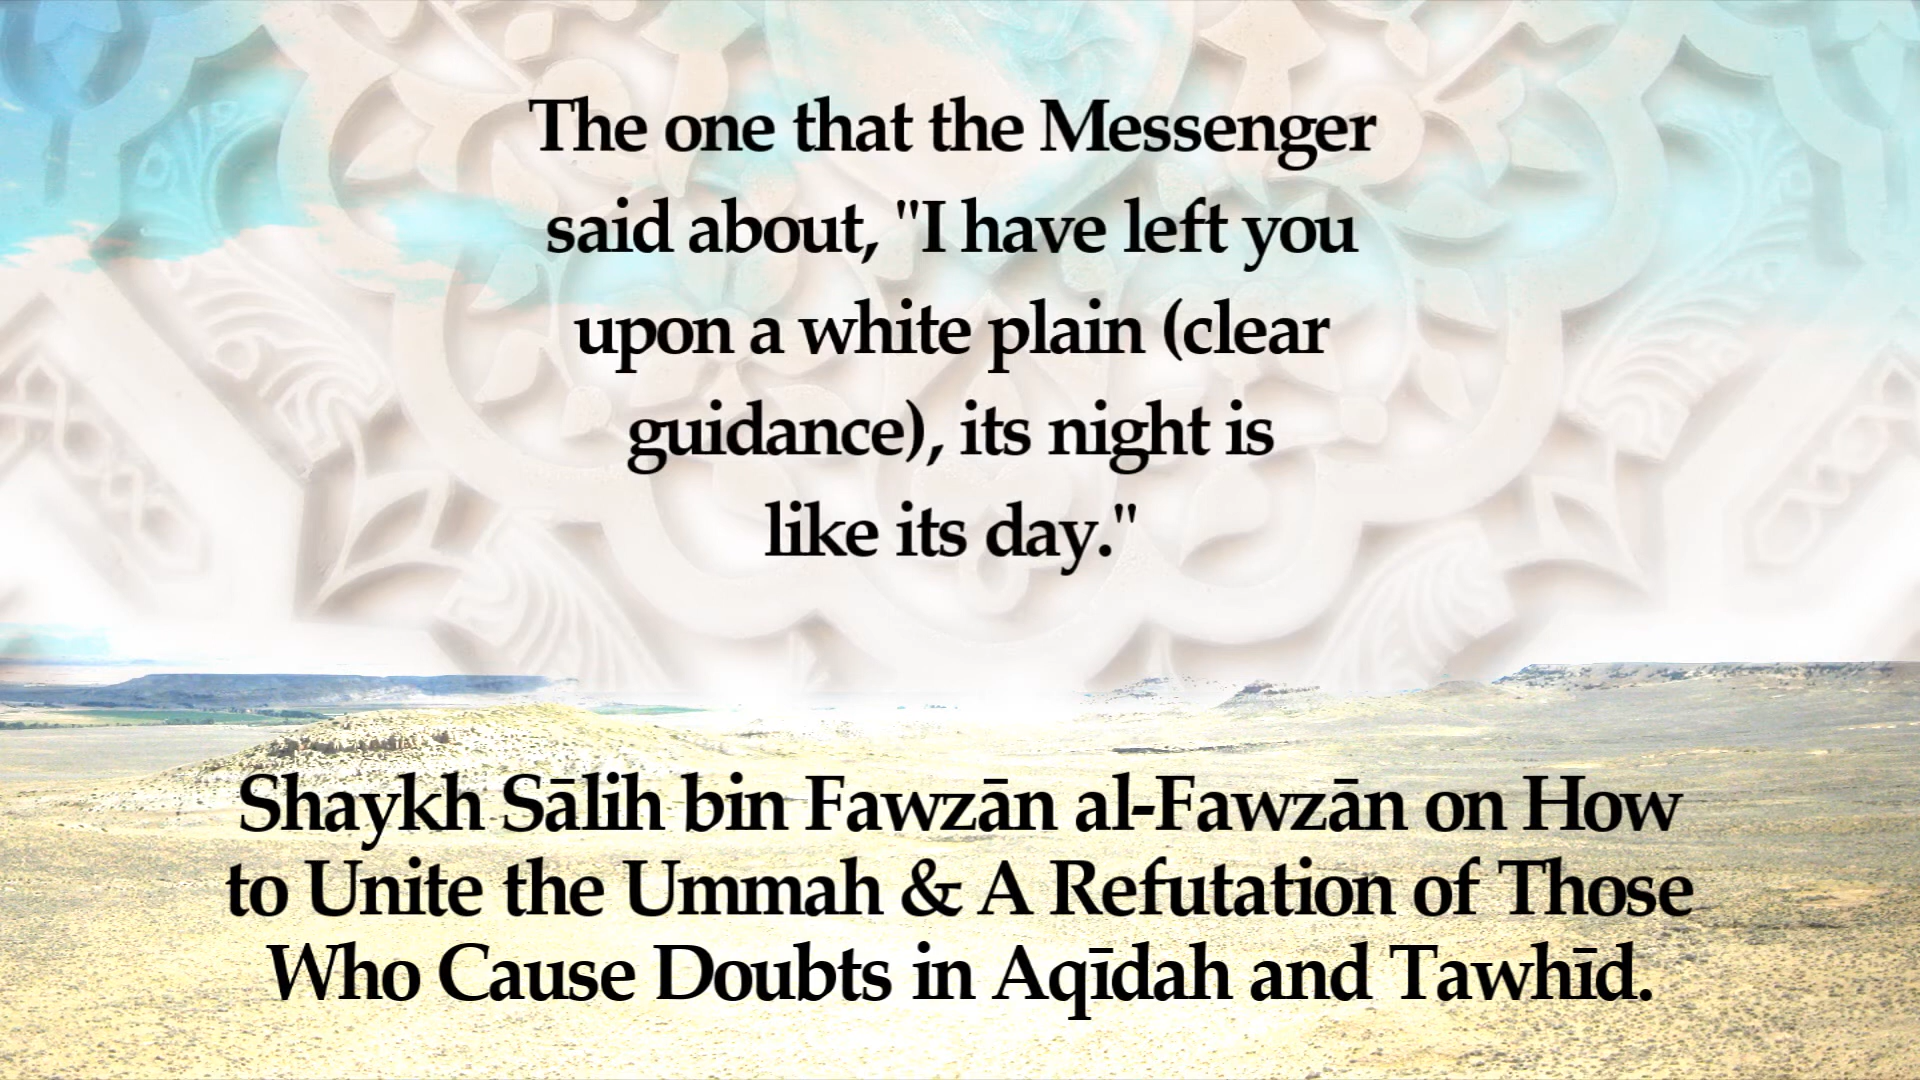 The one that the Messenger
said about, "I have left you
upon a white plain (clear
guidance), its night is
like its day."
Shaykh Sālih bin Fawzān al-Fawzān on How
to Unite the Ummah & A Refutation of Those
Who Cause Doubts in Aqīdah and Tawhīd.